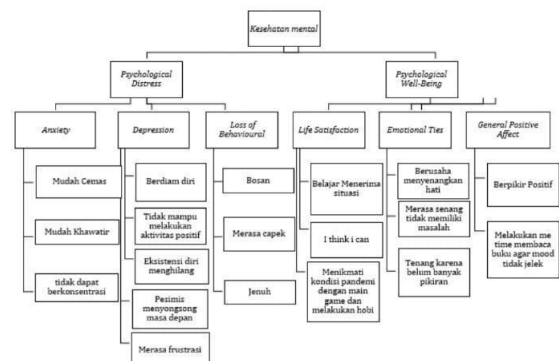 Kesehatan mental
Psychological
Distress
Psychological
Well-Being
Anxiety
Depression
Loss of
Behavioural
Life Satisfaction
Emotional Ties
General Positive
Affect
Mudah Cemas
Mudah Khawatir
tidak dapat
berkonsentrasi
Berdiam diri
Tidak mampu
melakukan
aktivitas positif
Eksistensi diri
menghilang
Pesimis
menyongsong
masa depan
Merasa frustrasi
Bosan
Merasa capek
Jenuh
Belajar Menerima
situasi
I think i can
Menikmati
kondisi pandemi
dengan main
game dan
melakukan hobi
Berusaha
menyenangkan
hati
Merasa senang
tidak memiliki
masalah
Tenang karena
belum banyak
pikiran
Berpikir Positif
Melakukan me
time membaca
buku agar mood
tidak jelek